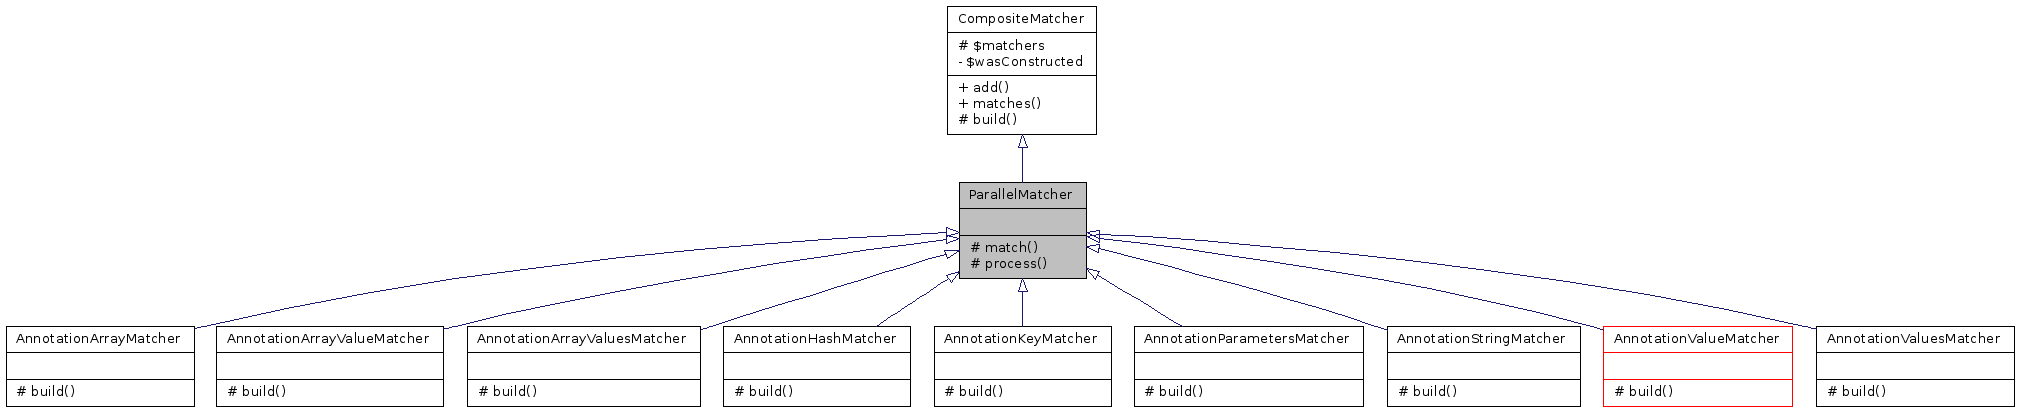 CompositeMatcher
# $matchers
- $wasConstructed
+ add()
+ matches()
# build()
ParallelMatcher
# match()
# process()
AnnotationArrayMatcher
# build()
AnnotationArrayValueMatcher
# build()
AnnotationArrayValuesMatcher
# build()
AnnotationHashMatcher
# build()
AnnotationKeyMatcher
# build()
AnnotationParametersMatcher
# build()
AnnotationStringMatcher
# build()
AnnotationValueMatcher
# build()
AnnotationValuesMatcher
# build()